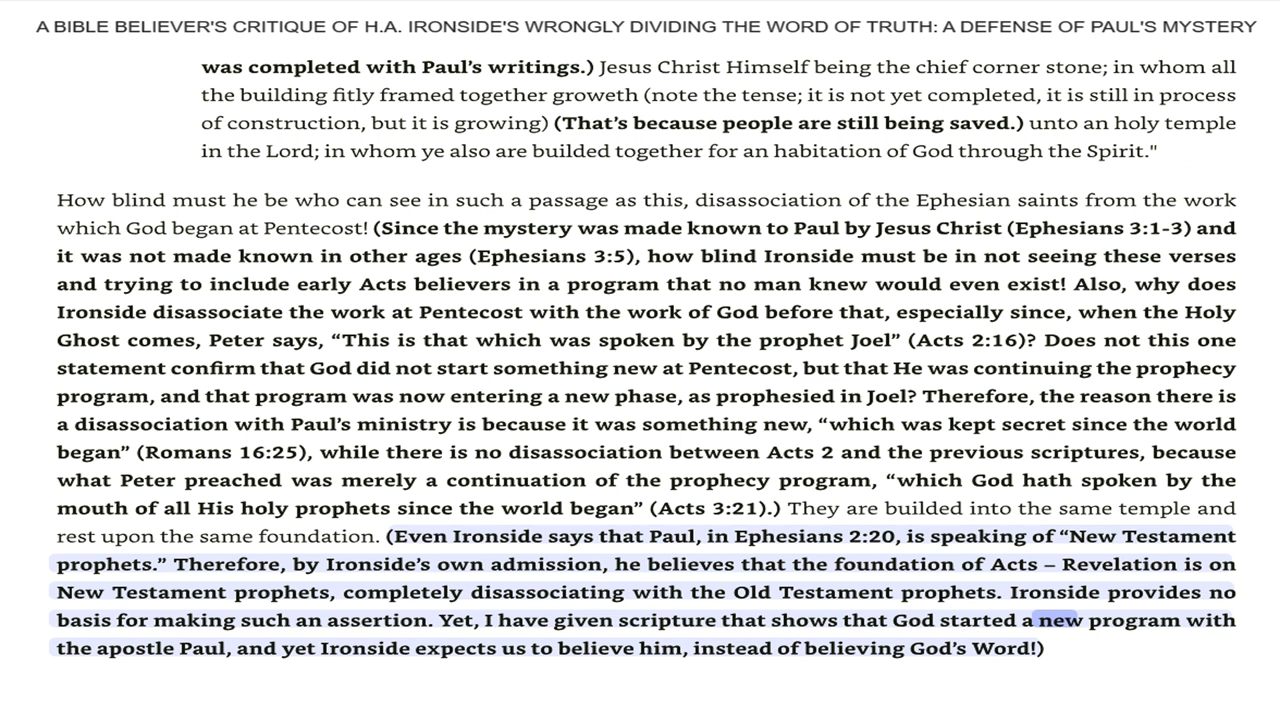 A BIBLE BELIEVER'S CRITIQUE OF H.A. IRONSIDE'S WRONGLY DIVIDING THE WORD OF TRUTH: A DEFENSE OF PAUL'S MYSTERY
was completed with Paul’s writings.) Jesus Christ Himself being the chief corner stone; in whom all
the building fitly framed together groweth (note the tense; it is not yet completed, it is still in process
of construction, but it is growing) (That’s because people are still being saved.) unto an holy temple
in the Lord; in whom ye also are builded together for an habitation of God through the Spirit."
How blind must he be who can see in such a passage as this, disassociation of the Ephesian saints from the work
which God began at Pentecost! (Since the mystery was made known to Paul by Jesus Christ (Ephesians 3:1-3) and
it was not made known in other ages (Ephesians 3:5), how blind Ironside must be in not seeing these verses
and trying to include early Acts believers in a program that no man knew would even exist! Also, why does
Ironside disassociate the work at Pentecost with the work of God before that, especially since, when the Holy
Ghost comes, Peter says, “This is that which was spoken by the prophet Joel” (Acts 2:16)? Does not this one
statement confirm that God did not start something new at Pentecost, but that He was continuing the prophecy
program, and that program was now entering a new phase, as prophesied in Joel? Therefore, the reason there is
a disassociation with Paul’s ministry is because it was something new, “which was kept secret since the world
began” (Romans 16:25), while there is no disassociation between Acts 2 and the previous scriptures, because
what Peter preached was merely a continuation of the prophecy program, “which God hath spoken by the
mouth of all His holy prophets since the world began” (Acts 3:21).) They are builded into the same temple and
rest upon the same foundation. (Even Ironside says that Paul, in Ephesians 2:20, is speaking of “New Testament
prophets.” Therefore, by Ironside’s own admission, he believes that the foundation of Acts – Revelation is on
New Testament prophets, completely disassociating with the Old Testament prophets. Ironside provides no
basis for making such an assertion. Yet, I have given scripture that shows that God started a new program with
the apostle Paul, and yet Ironside expects us to believe him, instead of believing God’s Word!)